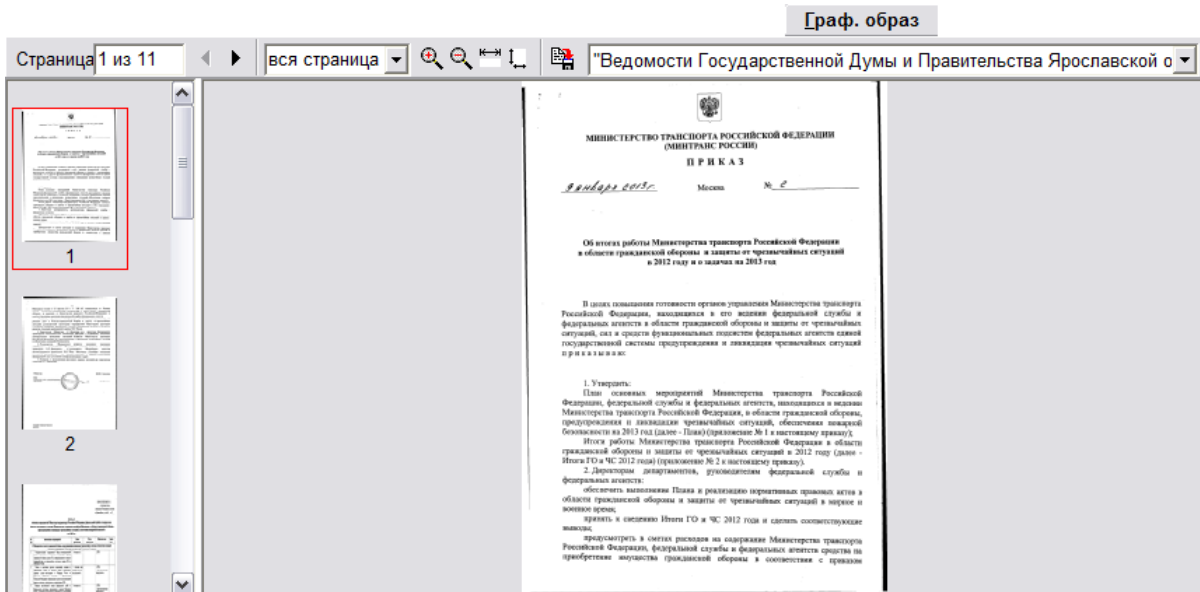 Граф. образ
Страница 1 из 11 вся страница "Ведомости Государственной Думы и Правительства Ярославской о
1
2
МИНИСТЕРСТВО ТРАНСПОРТА РОССИЙСКОЙ ФЕДЕРАЦИИ
(МИНТРАНС РОССИИ)
П Р И К А З
9 января 2013г. Москва № 2
Об итогах работы Министерства транспорта Российской Федерации
в области гражданской обороны и защиты от чрезвычайных ситуаций
в 2012 году и о задачах на 2013 год
В целях повышения готовности органов управления Министерства транспорта
Российской Федерации, находящихся в его ведении федеральной службы и
федеральных агентств в области гражданской обороны и защиты от чрезвычайных
ситуаций, сил и средств функциональных подсистем федеральных агентств единой
государственной системы предупреждения и ликвидации чрезвычайных ситуаций
п р и к а з ы в а ю:
1. Утвердить:
План основных мероприятий Министерства транспорта Российской
Федерации, федеральной службы и федеральных агентств, находящихся в ведении
Министерства транспорта Российской Федерации, в области гражданской обороны,
предупреждения и ликвидации чрезвычайных ситуаций, обеспечения пожарной
безопасности на 2013 год (далее - План) (приложение № 1 к настоящему приказу);
Итоги работы Министерства транспорта Российской Федерации в области
гражданской обороны и защиты от чрезвычайных ситуаций в 2012 году (далее -
Итоги ГО и ЧС 2012 года) (приложение № 2 к настоящему приказу).
2. Директорам департаментов, руководителям федеральной службы и
федеральных агентств:
обеспечить выполнение Плана и реализацию нормативных правовых актов в
области гражданской обороны и защиты от чрезвычайных ситуаций в мирное и
военное время;
принять к сведению Итоги ГО и ЧС 2012 года и сделать соответствующие
выводы;
предусмотреть в сметах расходов на содержание Министерства транспорта
Российской Федерации, федеральной службы и федеральных агентств средства на
приобретение имущества гражданской обороны в соответствии с приказом